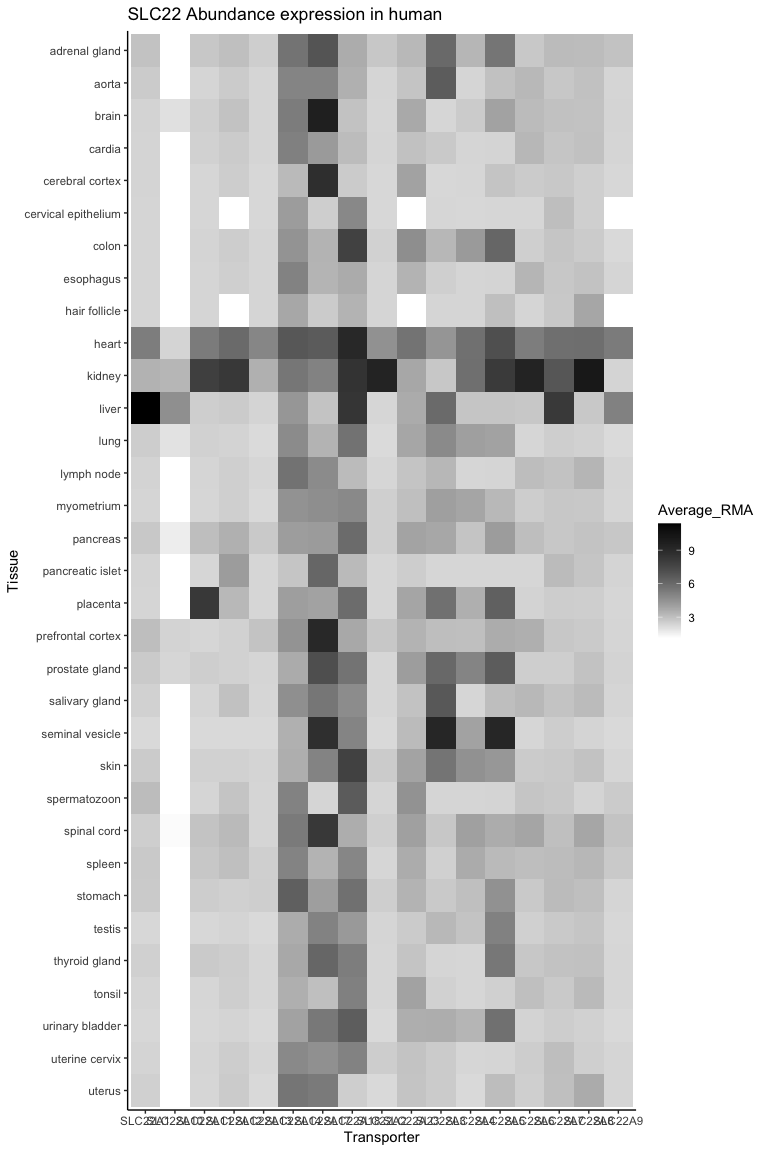 SLC22 Abundance expression in human
adrenal gland
aorta
brain
cardia
cerebral cortex
cervical epithelium
colon
esophagus
hair follicle
heart
kidney
liver
lung
lymph node
myometrium
pancreas
pancreatic islet
placenta
prefrontal cortex
prostate gland
salivary gland
seminal vesicle
skin
spermatozoon
spinal cord
spleen
stomach
testis
thyroid gland
tonsil
urinary bladder
uterine cervix
uterus
Tissue
Transporter
Average_RMA
9
6
3